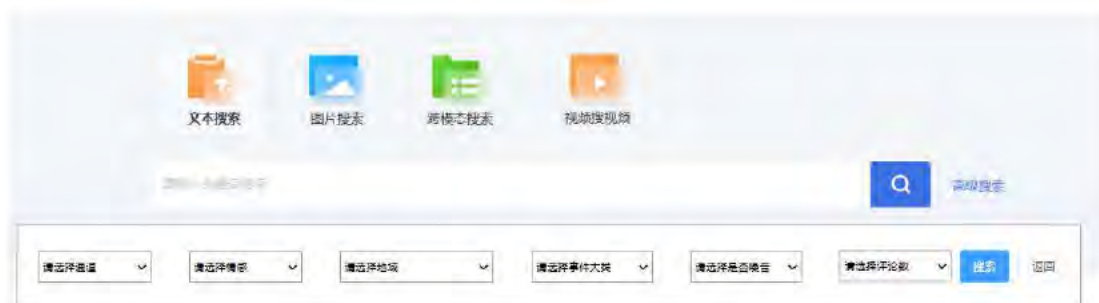 文本搜索
图片搜索
跨模态搜索
视频搜视频
高级搜索
请选择通道
请选择情感
请选择地域
请选择事件大类
请选择是否噪音
请选择评论数
搜索
返回